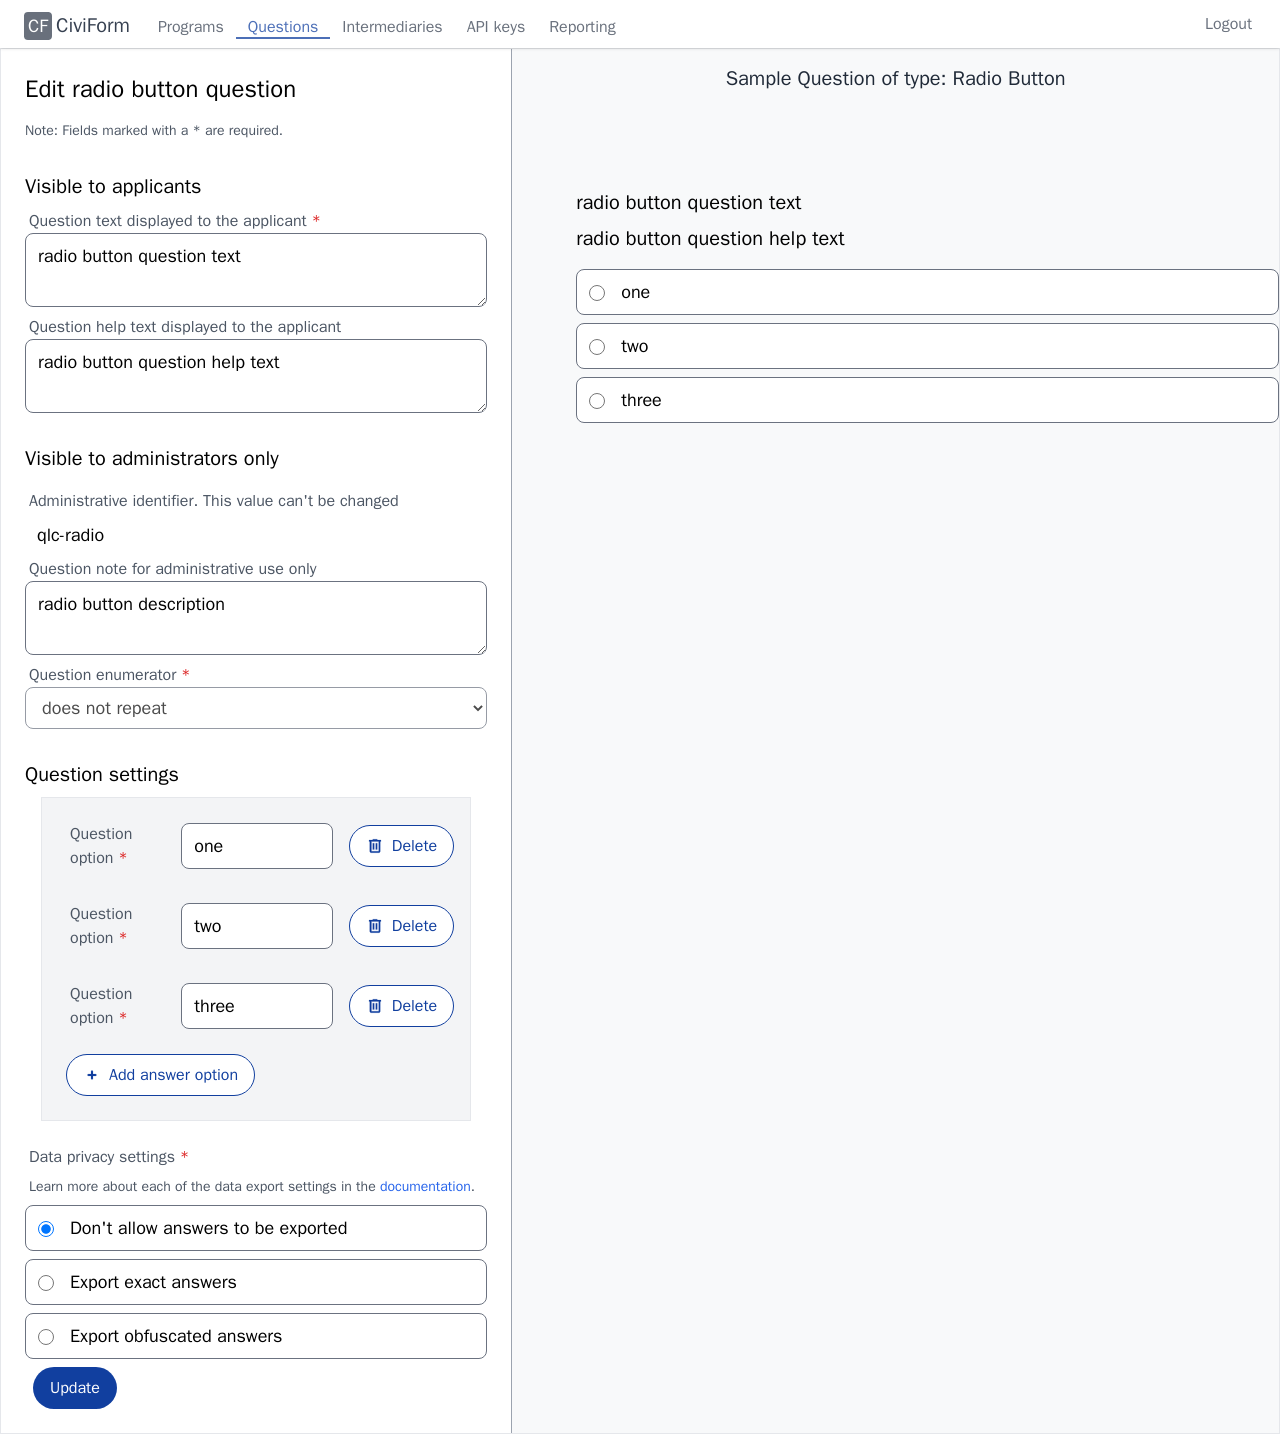 CF CiviForm Programs Questions Intermediaries API keys Reporting Logout
Edit radio button question
Note: Fields marked with a * are required.
Visible to applicants
Question text displayed to the applicant *
radio button question text
Question help text displayed to the applicant
radio button question help text
Visible to administrators only
Administrative identifier. This value can't be changed
qlc-radio
Question note for administrative use only
radio button description
Question enumerator *
does not repeat
Question settings
Question
option *
one
Delete
Question
option *
two
Delete
Question
option *
three
Delete
+ Add answer option
Data privacy settings *
Learn more about each of the data export settings in the documentation.
Don't allow answers to be exported
Export exact answers
Export obfuscated answers
Update
Sample Question of type: Radio Button
radio button question text
radio button question help text
one
two
three